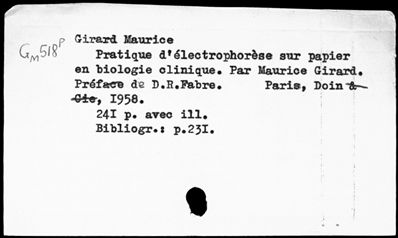 G M 518 P
Girard Maurice
Pratique d'électrophorèse sur papier
en biologie clinique. Par Maurice Girard.
Préface de D.R.Fabre. Paris, Doin &
Cie, 1958.
241 p. avec ill.
Bibliogr.: p.231.